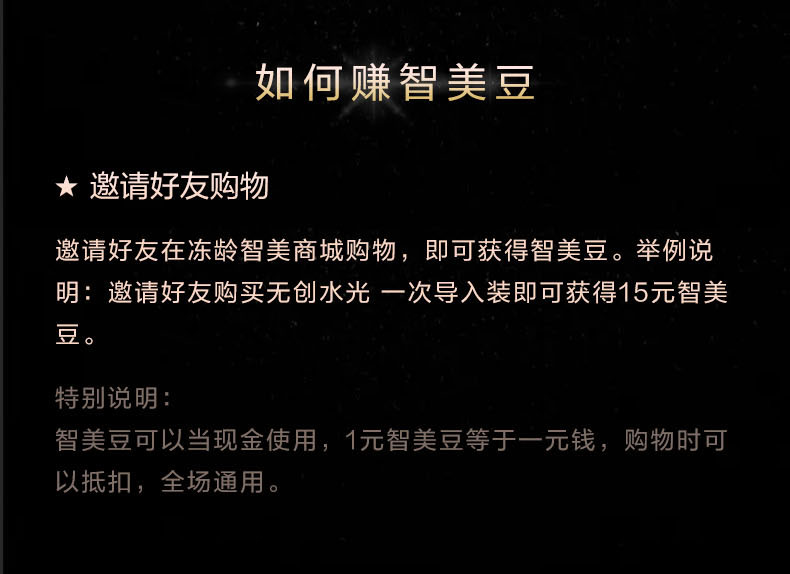 如何赚智美豆
★ 邀请好友购物
邀请好友在冻龄智美商城购物，即可获得智美豆。举例说
明：邀请好友购买无创水光 一次导入装即可获得15元智美
豆。
特别说明：
智美豆可以当现金使用，1元智美豆等于一元钱，购物时可
以抵扣，全场通用。